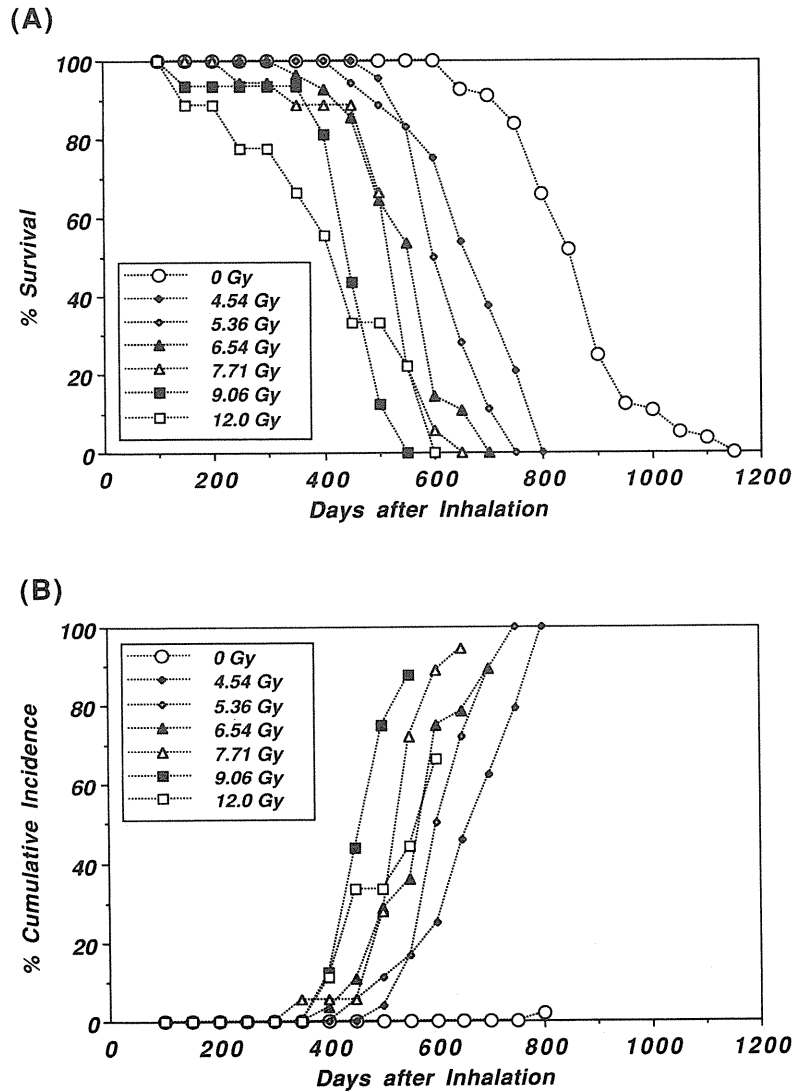 (A)
100
80
60
40
20
0
% Survival
0 Gy
4.54 Gy
5.36 Gy
6.54 Gy
7.71 Gy
9.06 Gy
12.0 Gy
0 200 400 600 800 1000 1200
Days after Inhalation
(B)
100
80
60
40
20
0
% Cumulative Incidence
0 Gy
4.54 Gy
5.36 Gy
6.54 Gy
7.71 Gy
9.06 Gy
12.0 Gy
0 200 400 600 800 1000 1200
Days after Inhalation